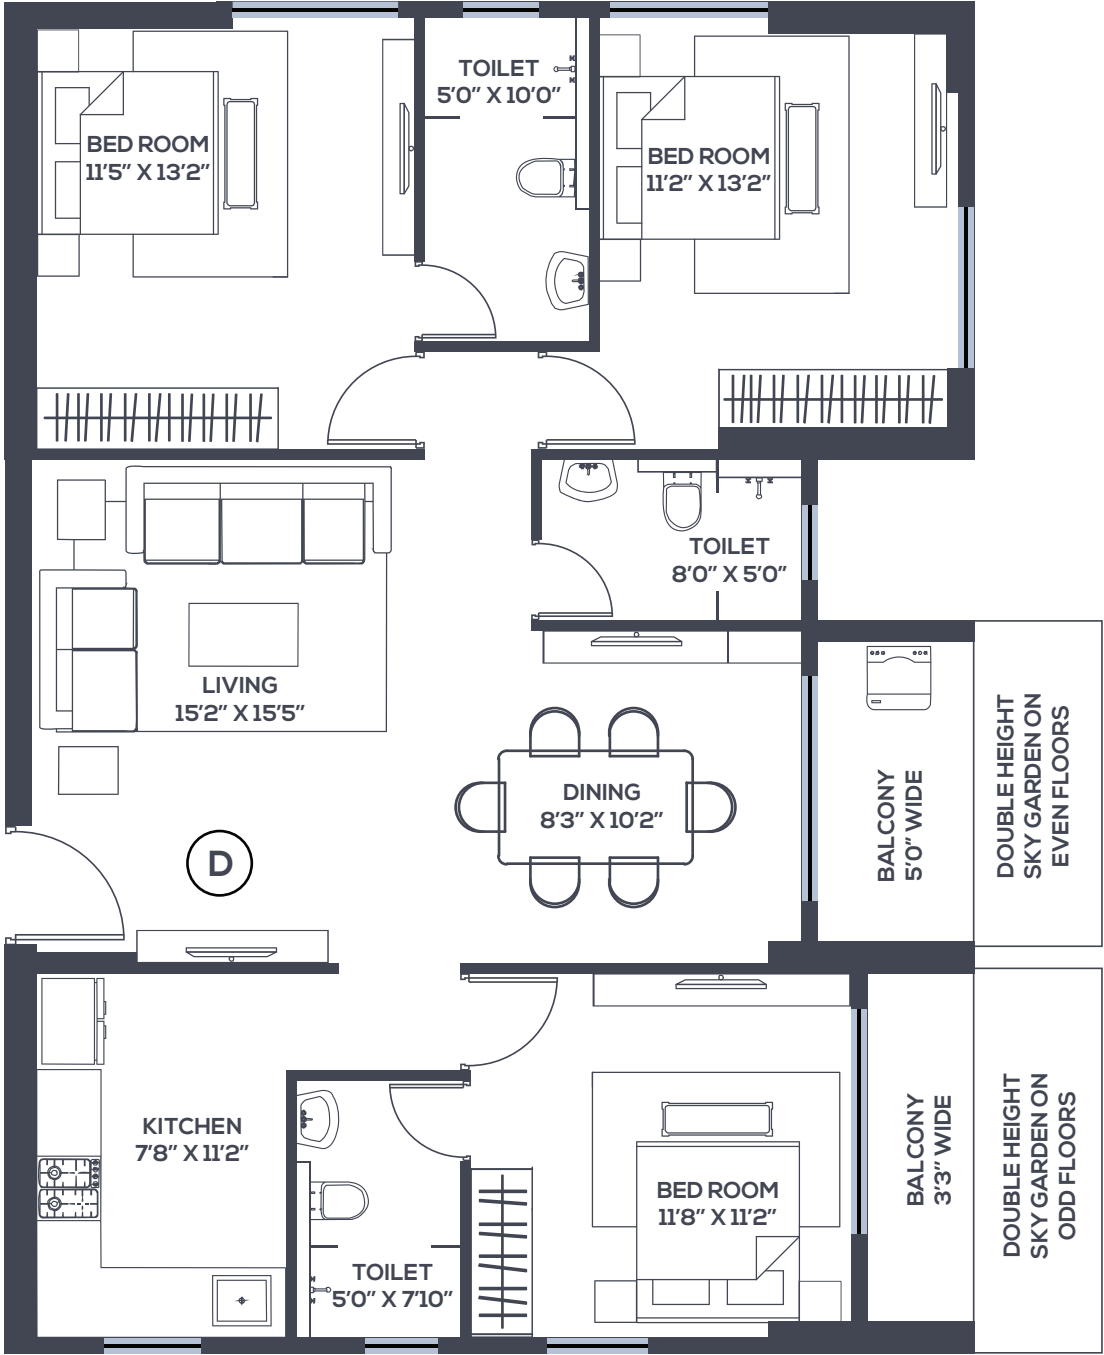 TOILET
5'0" X 10'0"
BED ROOM
11'5" X 13'2"
BED ROOM
11'2" X 13'2"
TOILET
8'0" X 5'0"
LIVING
15'2" X 15'5"
DINING
8'3" X 10'2"
BALCONY
5'0" WIDE
DOUBLE HEIGHT
SKY GARDEN ON
EVEN FLOORS
D
KITCHEN
7'8" X 11'2"
BED ROOM
11'8" X 11'2"
TOILET
5'0" X 7'10"
BALCONY
3'3" WIDE
DOUBLE HEIGHT
SKY GARDEN ON
ODD FLOORS